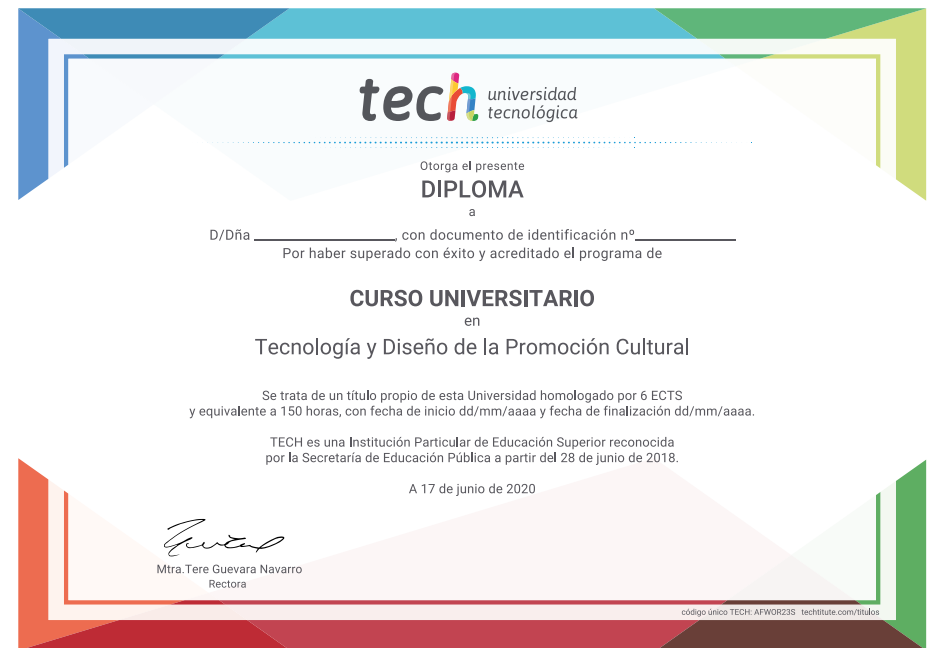 tech universidad
tecnológica
Otorga el presente
DIPLOMA
a
D/Dña ____________________, con documento de identificación nº______________
Por haber superado con éxito y acreditado el programa de
CURSO UNIVERSITARIO
en
Tecnología y Diseño de la Promoción Cultural
Se trata de un título propio de esta Universidad homologado por 6 ECTS
y equivalente a 150 horas, con fecha de inicio dd/mm/aaaa y fecha de finalización dd/mm/aaaa.
TECH es una Institución Particular de Educación Superior reconocida
por la Secretaría de Educación Pública a partir del 28 de junio de 2018.
A 17 de junio de 2020
Mtra.Tere Guevara Navarro
Rectora
código único TECH: AFWOR23S techtitute.com/titulos